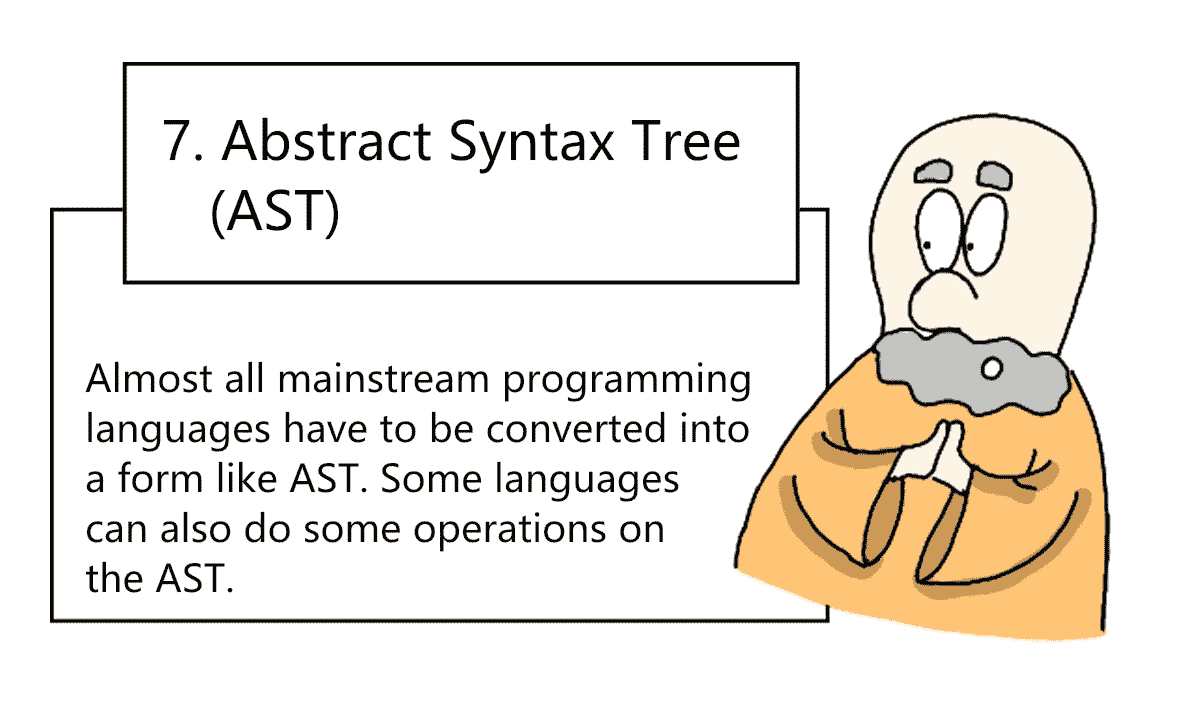 7. Abstract Syntax Tree
(AST)
Almost all mainstream programming
languages have to be converted into
a form like AST. Some languages
can also do some operations on
the AST.